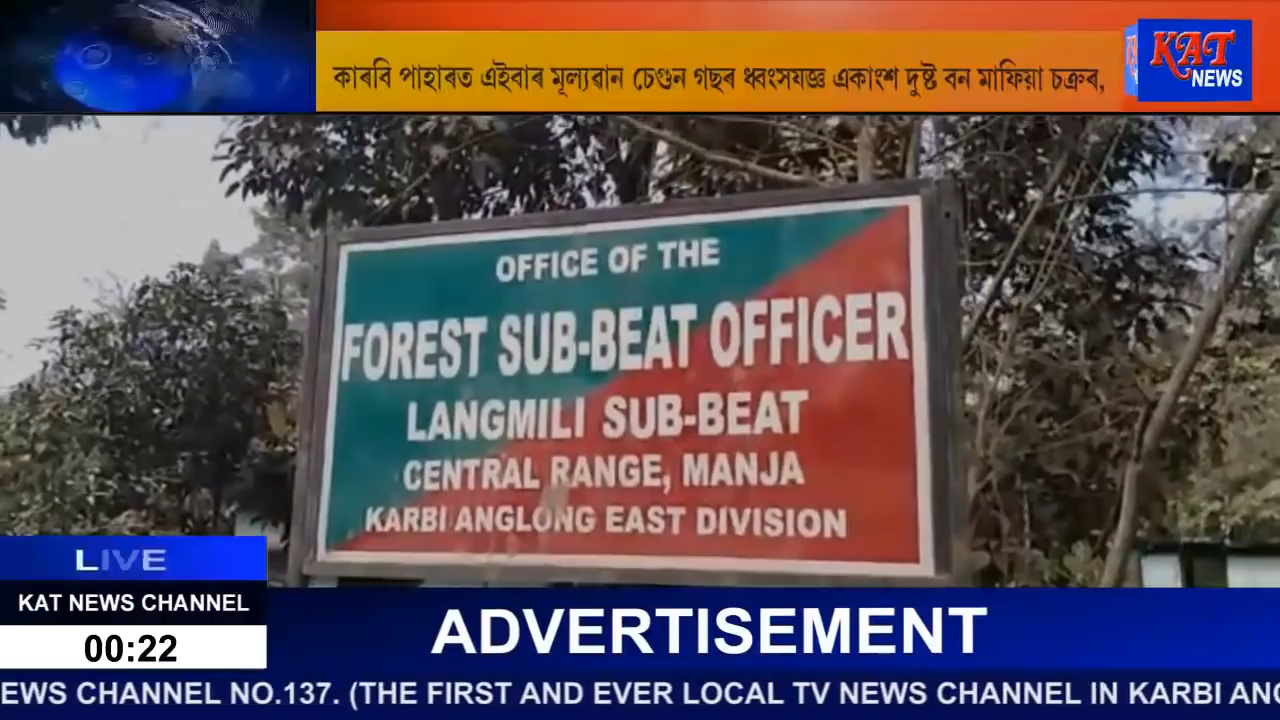 কাৰবি পাহাৰত এইবাৰ মূল্যৱান চেগুন গছৰ ধ্বংসযজ্ঞ একাংশ দুষ্ট বন মাফিয়া চক্ৰৰ,
KAT
NEWS
OFFICE OF THE
FOREST SUB-BEAT OFFICER
LANGMILI SUB-BEAT
CENTRAL RANGE, MANJA
KARBI ANGLONG EAST DIVISION
LIVE
KAT NEWS CHANNEL
00:22
ADVERTISEMENT
EWS CHANNEL NO.137. (THE FIRST AND EVER LOCAL TV NEWS CHANNEL IN KARBI ANG